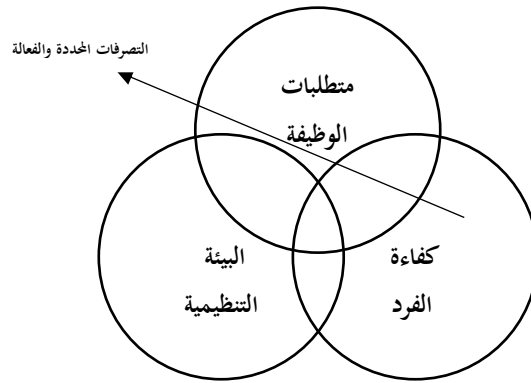 التصرفات المحددة والفعالة
متطلبات
الوظيفة
كفاءة
الفرد
البيئة
التنظيمية